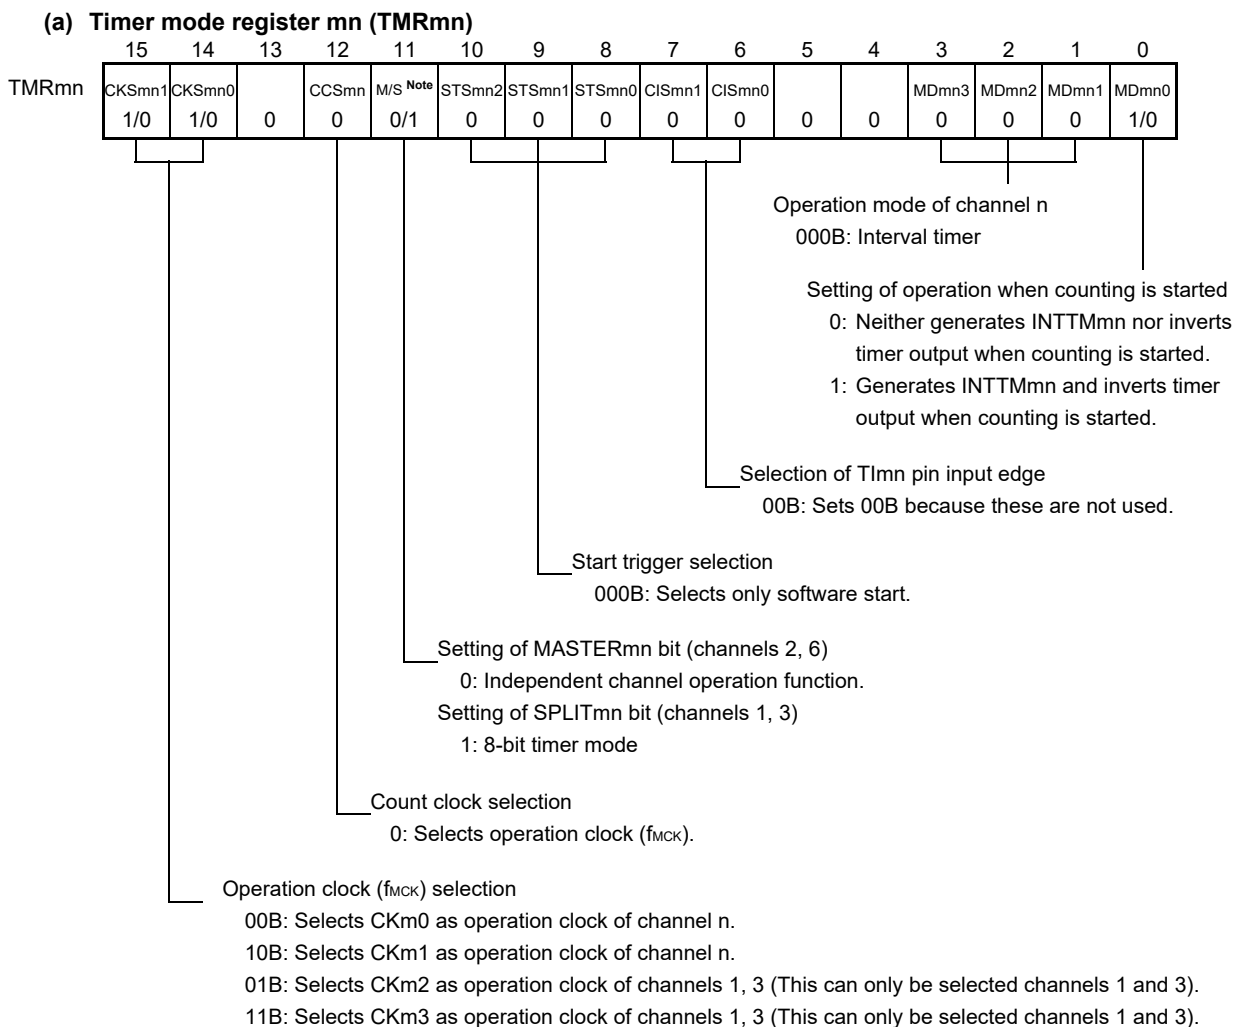 (a) Timer mode register mn (TMRmn)
15 14 13 12 11 10 9 8 7 6 5 4 3 2 1 0
TMRmn CKSmn1 CKSmn0 CCSmn M/S Note STSmn2 STSmn1 STSmn0 CISmn1 CISmn0 MDmn3 MDmn2 MDmn1 MDmn0
1/0 1/0 0 0 0/1 0 0 0 0 0 0 0 0 0 0 1/0
Operation mode of channel n
000B: Interval timer
Setting of operation when counting is started
0: Neither generates INTTMmn nor inverts
timer output when counting is started.
1: Generates INTTMmn and inverts timer
output when counting is started.
Selection of TImn pin input edge
00B: Sets 00B because these are not used.
Start trigger selection
000B: Selects only software start.
Setting of MASTERmn bit (channels 2, 6)
0: Independent channel operation function.
Setting of SPLITmn bit (channels 1, 3)
1: 8-bit timer mode
Count clock selection
0: Selects operation clock (fMCK).
Operation clock (fMCK) selection
00B: Selects CKm0 as operation clock of channel n.
10B: Selects CKm1 as operation clock of channel n.
01B: Selects CKm2 as operation clock of channels 1, 3 (This can only be selected channels 1 and 3).
11B: Selects CKm3 as operation clock of channels 1, 3 (This can only be selected channels 1 and 3).